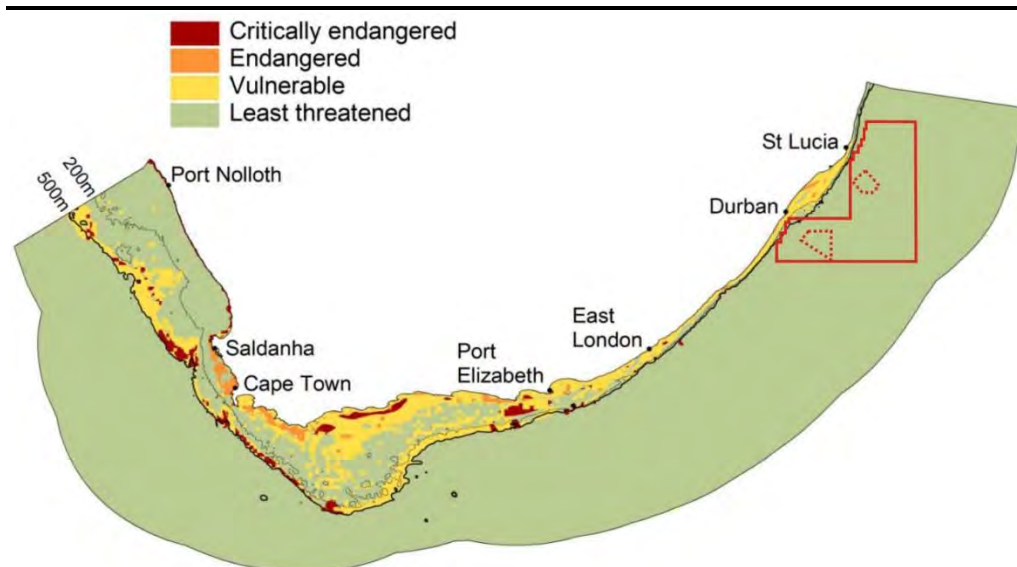 Critically endangered
Endangered
Vulnerable
Least threatened
St Lucia
200m
500m
Port Nolloth
Durban
East
London
Saldanha
Port
Elizabeth
Cape Town